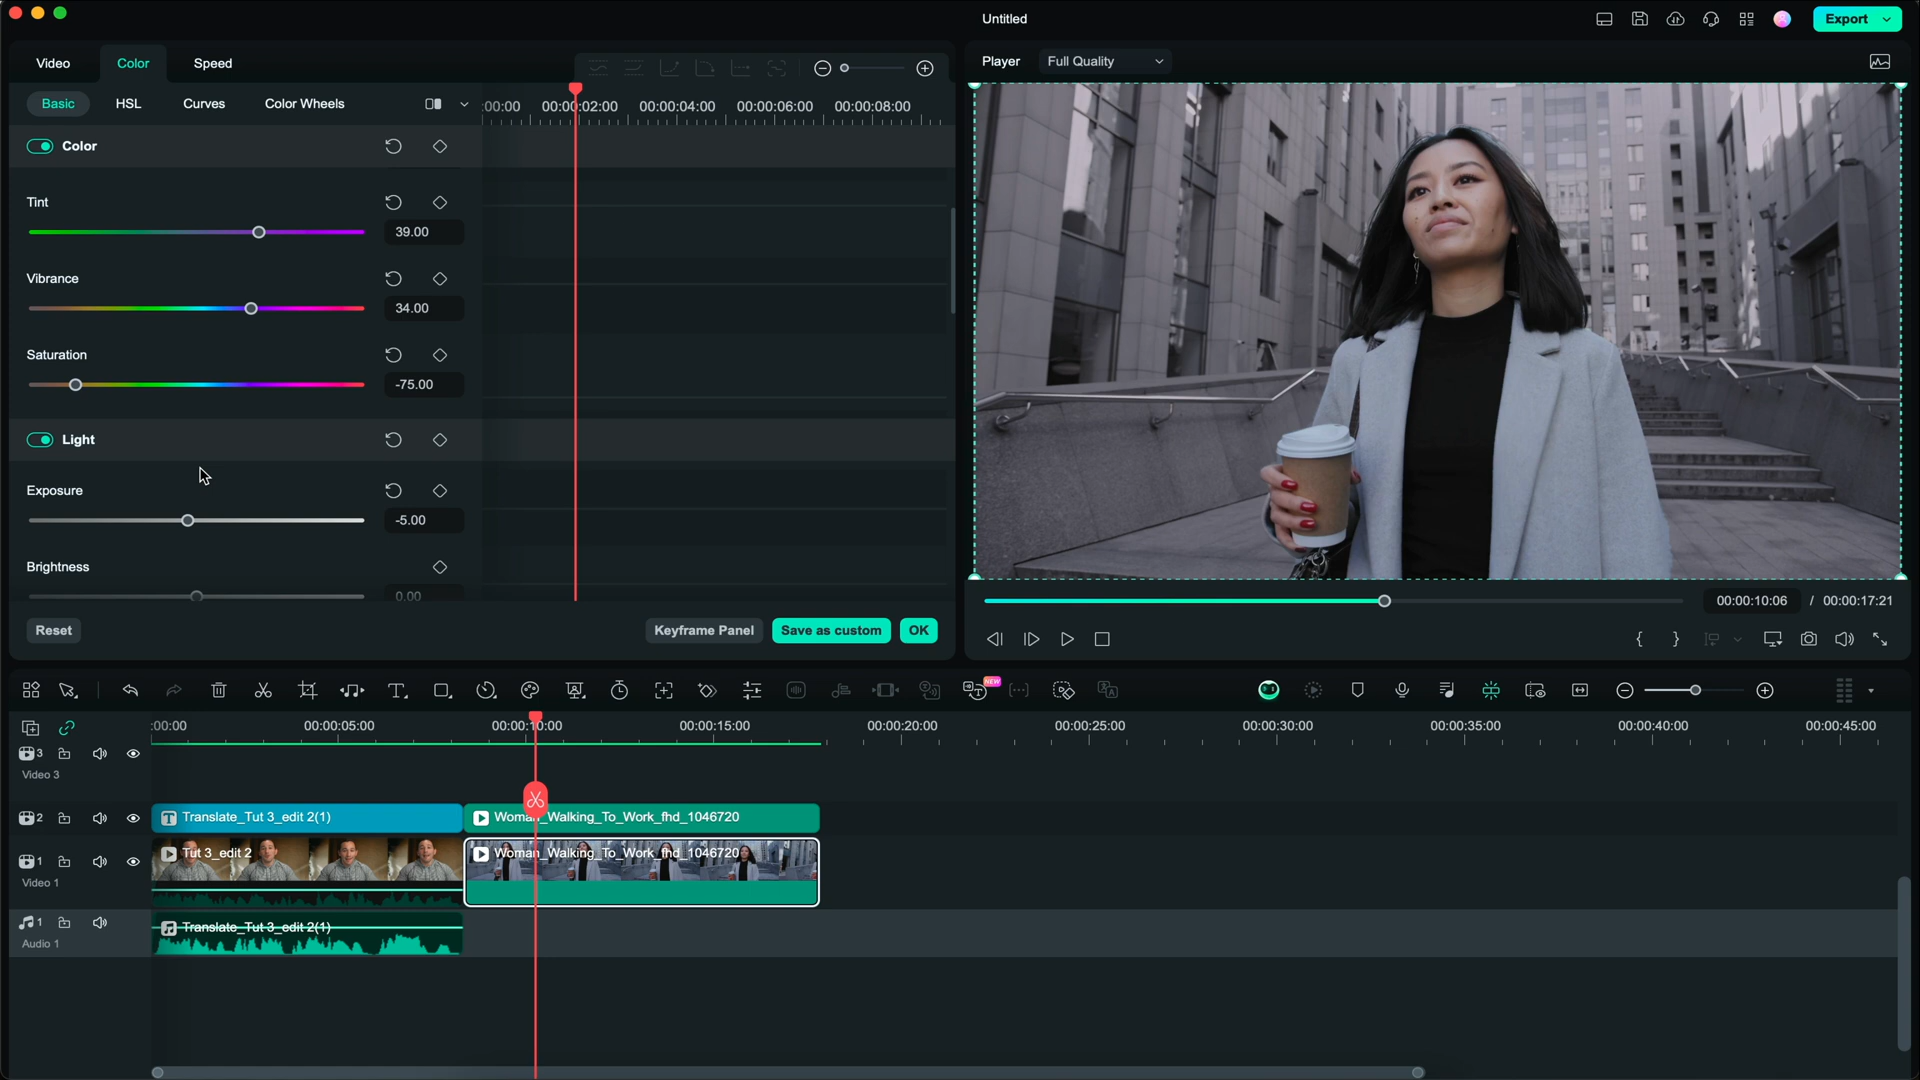 Untitled
Export
Video
Color
Speed
Player
Full Quality
Basic
HSL
Curves
Color Wheels
:00:00
00:00:02:00
00:00:04:00
00:00:06:00
00:00:08:00
Color
Tint
39.00
Vibrance
34.00
Saturation
-75.00
Light
Exposure
-5.00
Brightness
0.00
Reset
Keyframe Panel
Save as custom
OK
00:00:10:06 / 00:00:17:21
{ }
NEW
:00:00
00:00:05:00
00:00:10:00
00:00:15:00
00:00:20:00
00:00:25:00
00:00:30:00
00:00:35:00
00:00:40:00
00:00:45:00
3
Video 3
2
T Translate_Tut 3_edit 2(1)
Woman_Walking_To_Work_fhd_1046720
1
Tut 3_edit 2
Woman_Walking_To_Work_fhd_1046720
Video 1
1
Translate_Tut 3_edit 2(1)
Audio 1